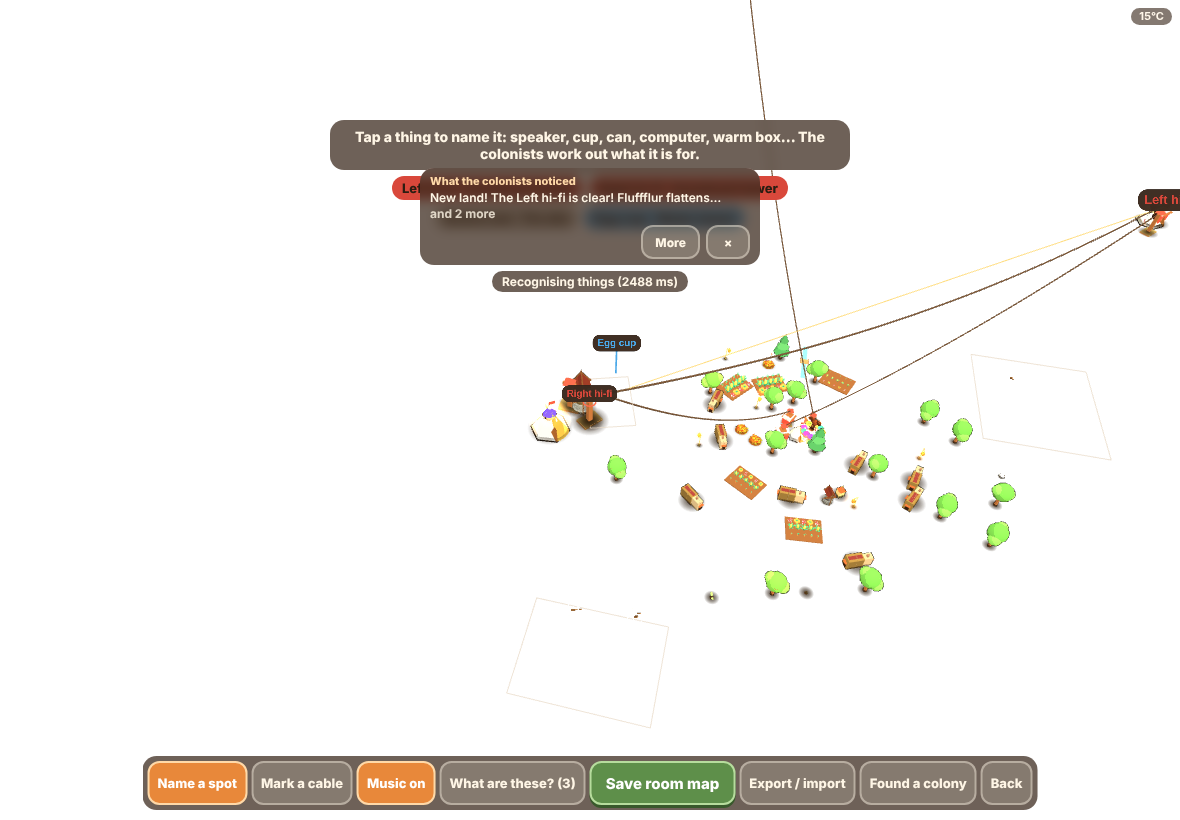 15°C
Tap a thing to name it: speaker, cup, can, computer, warm box... The
colonists work out what it is for.
What the colonists noticed
New land! The Left hi-fi is clear! Fluffflur flattens...
and 2 more
More
×
Left h
Recognising things (2488 ms)
Egg cup
Right hi-fi
Name a spot
Mark a cable
Music on
What are these? (3)
Save room map
Export / import
Found a colony
Back